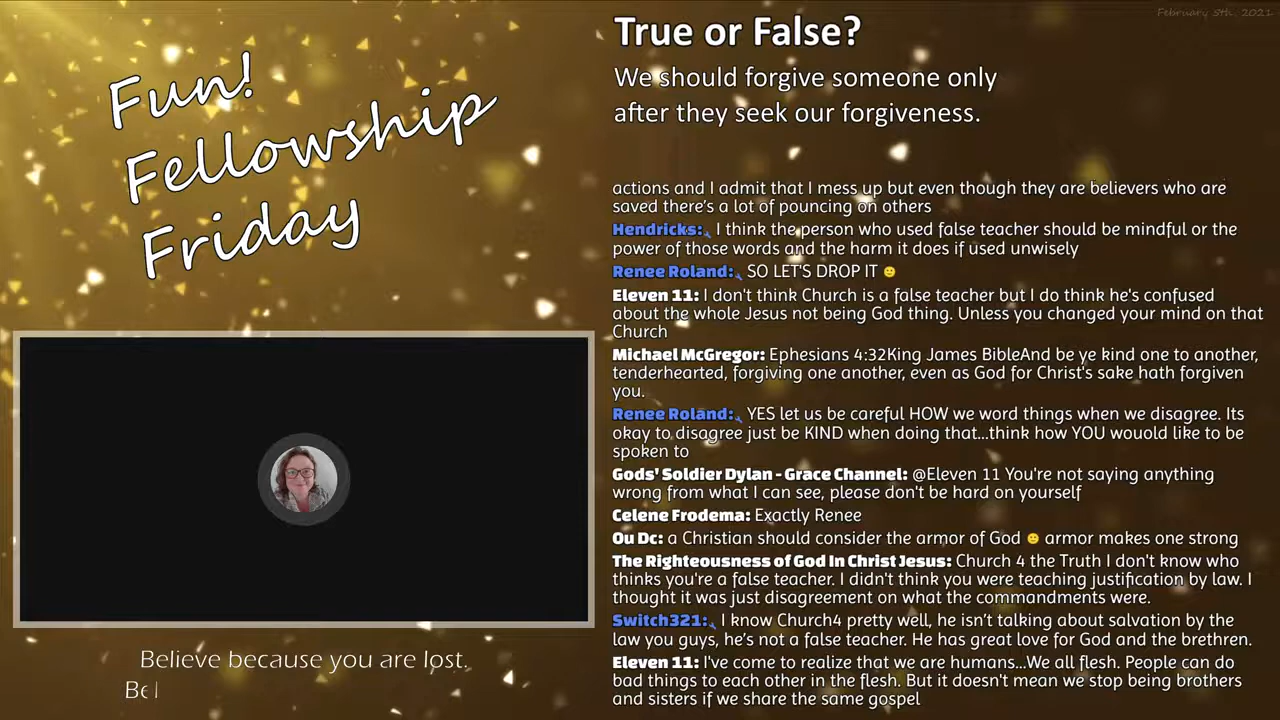 February 5th, 2021
Fun!
Fellowship
Friday
True or False?
We should forgive someone only
after they seek our forgiveness.
actions and I admit that I mess up but even though they are believers who are
saved there's a lot of pouncing on others
Hendricks: I think the person who used false teacher should be mindful or the
power of those words and the harm it does if used unwisely
Renee Roland: SO LET'S DROP IT 🙂
Eleven 11: I don't think Church is a false teacher but I do think he's confused
about the whole Jesus not being God thing. Unless you changed your mind on that
Church
Michael McGregor: Ephesians 4:32King James BibleAnd be ye kind one to another,
tenderhearted, forgiving one another, even as God for Christ's sake hath forgiven
you.
Renee Roland: YES let us be careful HOW we word things when we disagree. Its
okay to disagree just be KIND when doing that...think how YOU wouold like to be
spoken to
Gods' Soldier Dylan - Grace Channel: @Eleven 11 You're not saying anything
wrong from what I can see, please don't be hard on yourself
Celene Frodema: Exactly Renee
Ou Dc: a Christian should consider the armor of God 🙂 armor makes one strong
The Righteousness of God In Christ Jesus: Church 4 the Truth I don't know who
thinks you're a false teacher. I didn't think you were teaching justification by law. I
thought it was just disagreement on what the commandments were.
Switch321: I know Church4 pretty well, he isn't talking about salvation by the
law you guys, he's not a false teacher. He has great love for God and the brethren.
Eleven 11: I've come to realize that we are humans...We all flesh. People can do
bad things to each other in the flesh. But it doesn't mean we stop being brothers
and sisters if we share the same gospel
Believe because you are lost.
Bel